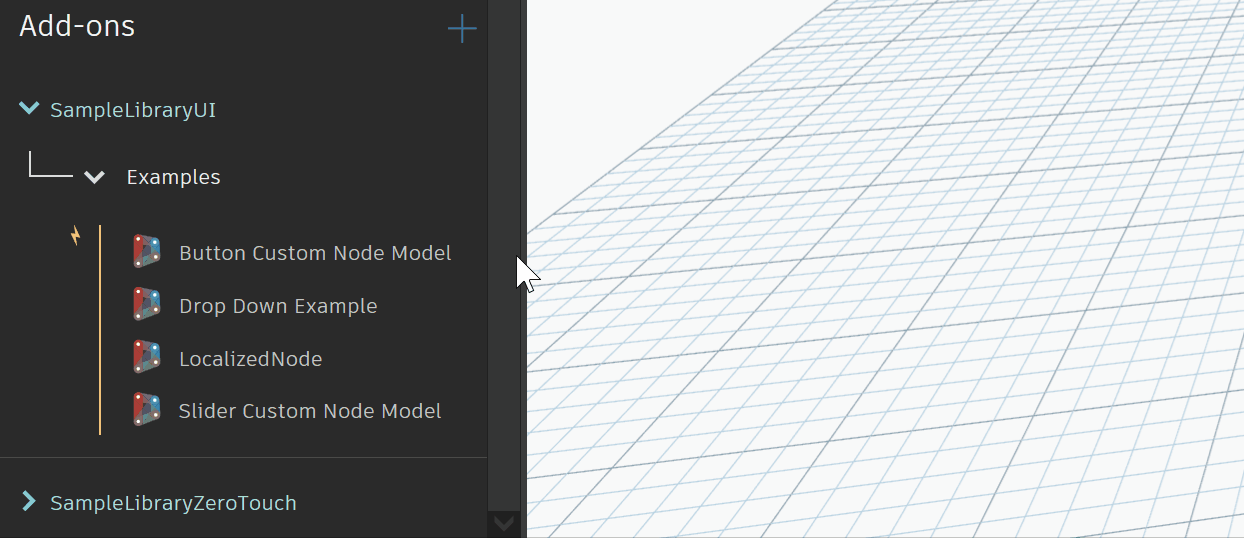 Add-ons
SampleLibraryUI
Examples
Button Custom Node Model
Drop Down Example
LocalizedNode
Slider Custom Node Model
SampleLibraryZeroTouch